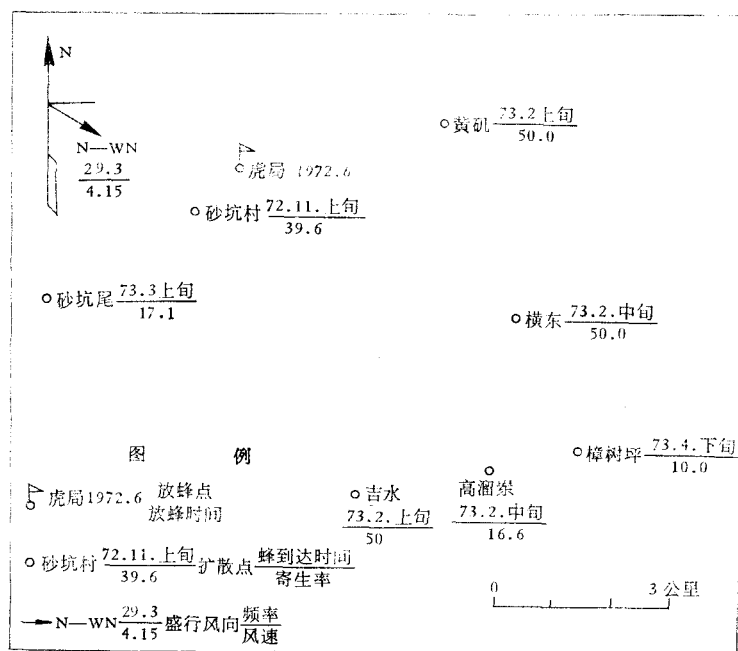 N
N—WN
29.3
4.15
黄矶 73.2上旬
50.0
虎局 1972.6
砂坑村 72.11.上旬
39.6
砂坑尾 73.3上旬
17.1
横东 73.2.中旬
50.0
樟树坪 73.4.下旬
10.0
图 例
虎局1972.6 放蜂点
放蜂时间
吉水
73.2.上旬
50
高溜
73.2.中旬
16.6
砂坑村 72.11.上旬 扩散点 蜂到达时间
39.6 寄生率
0 3公里
N—WN 29.3 盛行风向 频率
4.15 风速